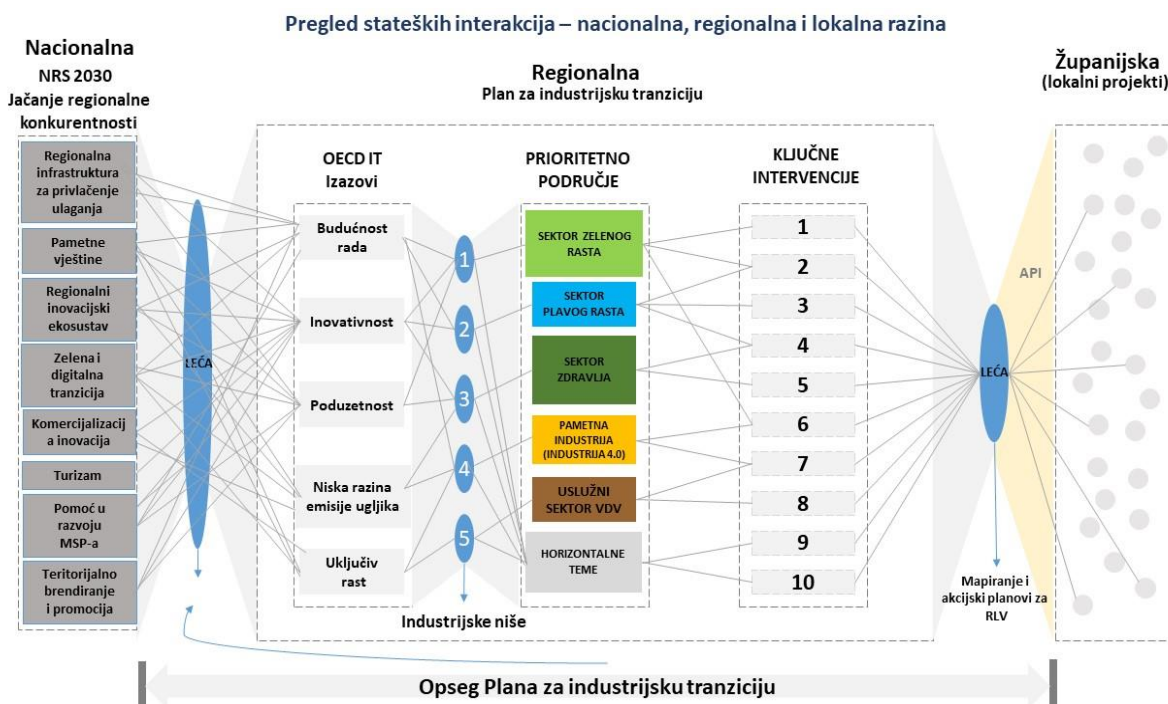 Pregled stateških interakcija – nacionalna, regionalna i lokalna razina
Nacionalna
NRS 2030
Jačanje regionalne
konkurentnosti
Regionalna
infrastruktura
za privlačenje
ulaganja
Pametne
vještine
Regionalni
inovacijski
ekosustav
Zelena i
digitalna
tranzicija
Komercijalizacij
a inovacija
Turizam
Pomoć u
razvoju
MSP-a
Teritorijalno
brendiranje
i promocija
LEĆA
Regionalna
Plan za industrijsku tranziciju
OECD IT
Izazovi
Budućnost
rada
Inovativnost
Poduzetnost
Niska razina
emisije ugljika
Uključiv
rast
1
2
3
4
5
Industrijske niše
PRIORITETNO
PODRUČJE
SEKTOR ZELENOG
RASTA
SEKTOR
PLAVOG RASTA
SEKTOR
ZDRAVLJA
PAMETNA
INDUSTRIJA
(INDUSTRIJA 4.0)
USLUŽNI
SEKTOR VDV
HORIZONTALNE
TEME
KLJUČNE
INTERVENCIJE
1
2
3
4
5
6
7
8
9
10
LEĆA
Mapiranje i
akcijski planovi za
RLV
API
Županijska
(lokalni projekti)
Opseg Plana za industrijsku tranziciju